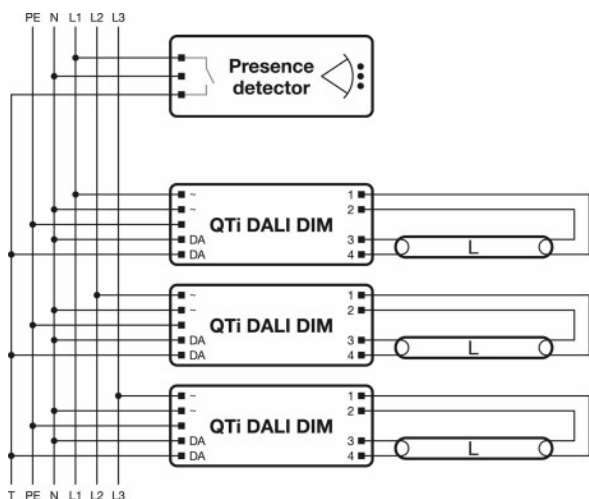 PE N L1 L2 L3
Presence
detector
~ 1
~ 2
QTi DALI DIM
DA 3
DA 4
L
~ 1
~ 2
QTi DALI DIM
DA 3
DA 4
L
~ 1
~ 2
QTi DALI DIM
DA 3
DA 4
L
T PE N L1 L2 L3